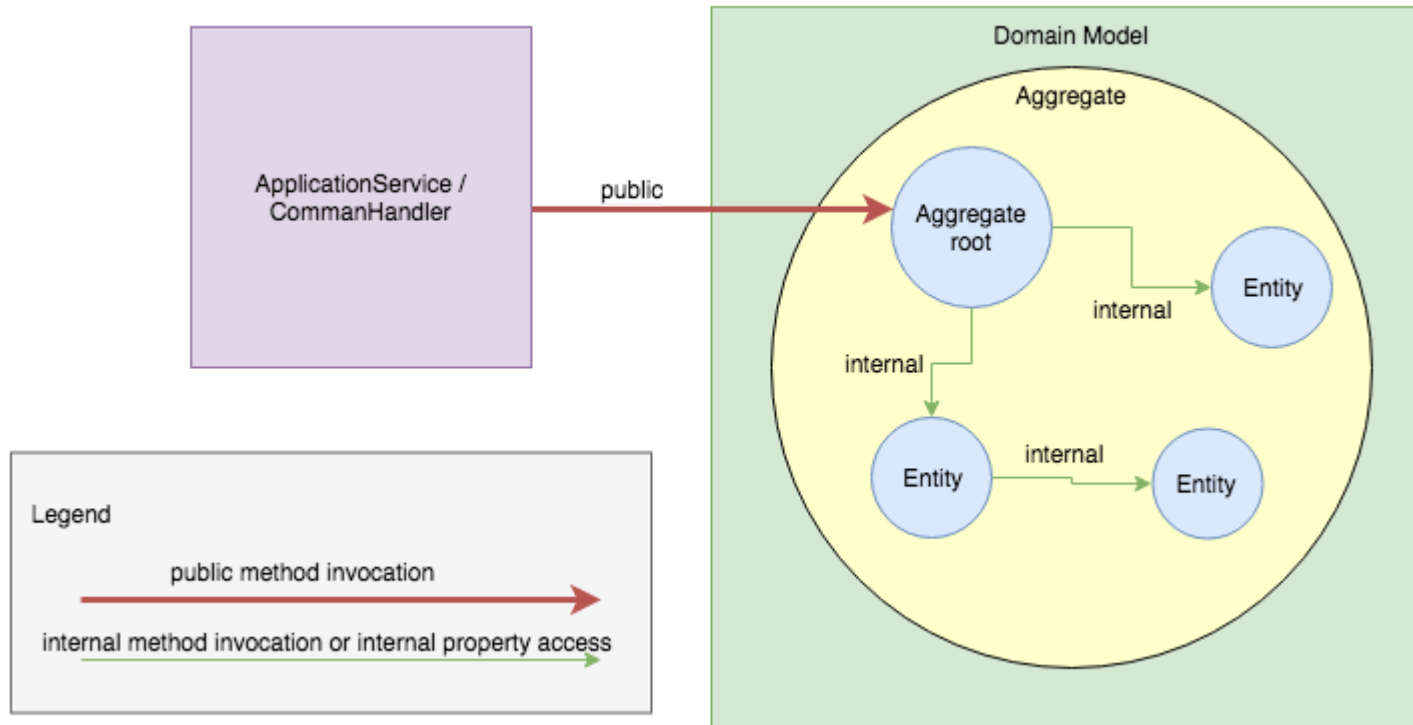 Domain Model
Aggregate
ApplicationService /
CommanHandler
public
Aggregate
root
Entity
internal
internal
Entity
internal
Entity
Legend
public method invocation
internal method invocation or internal property access